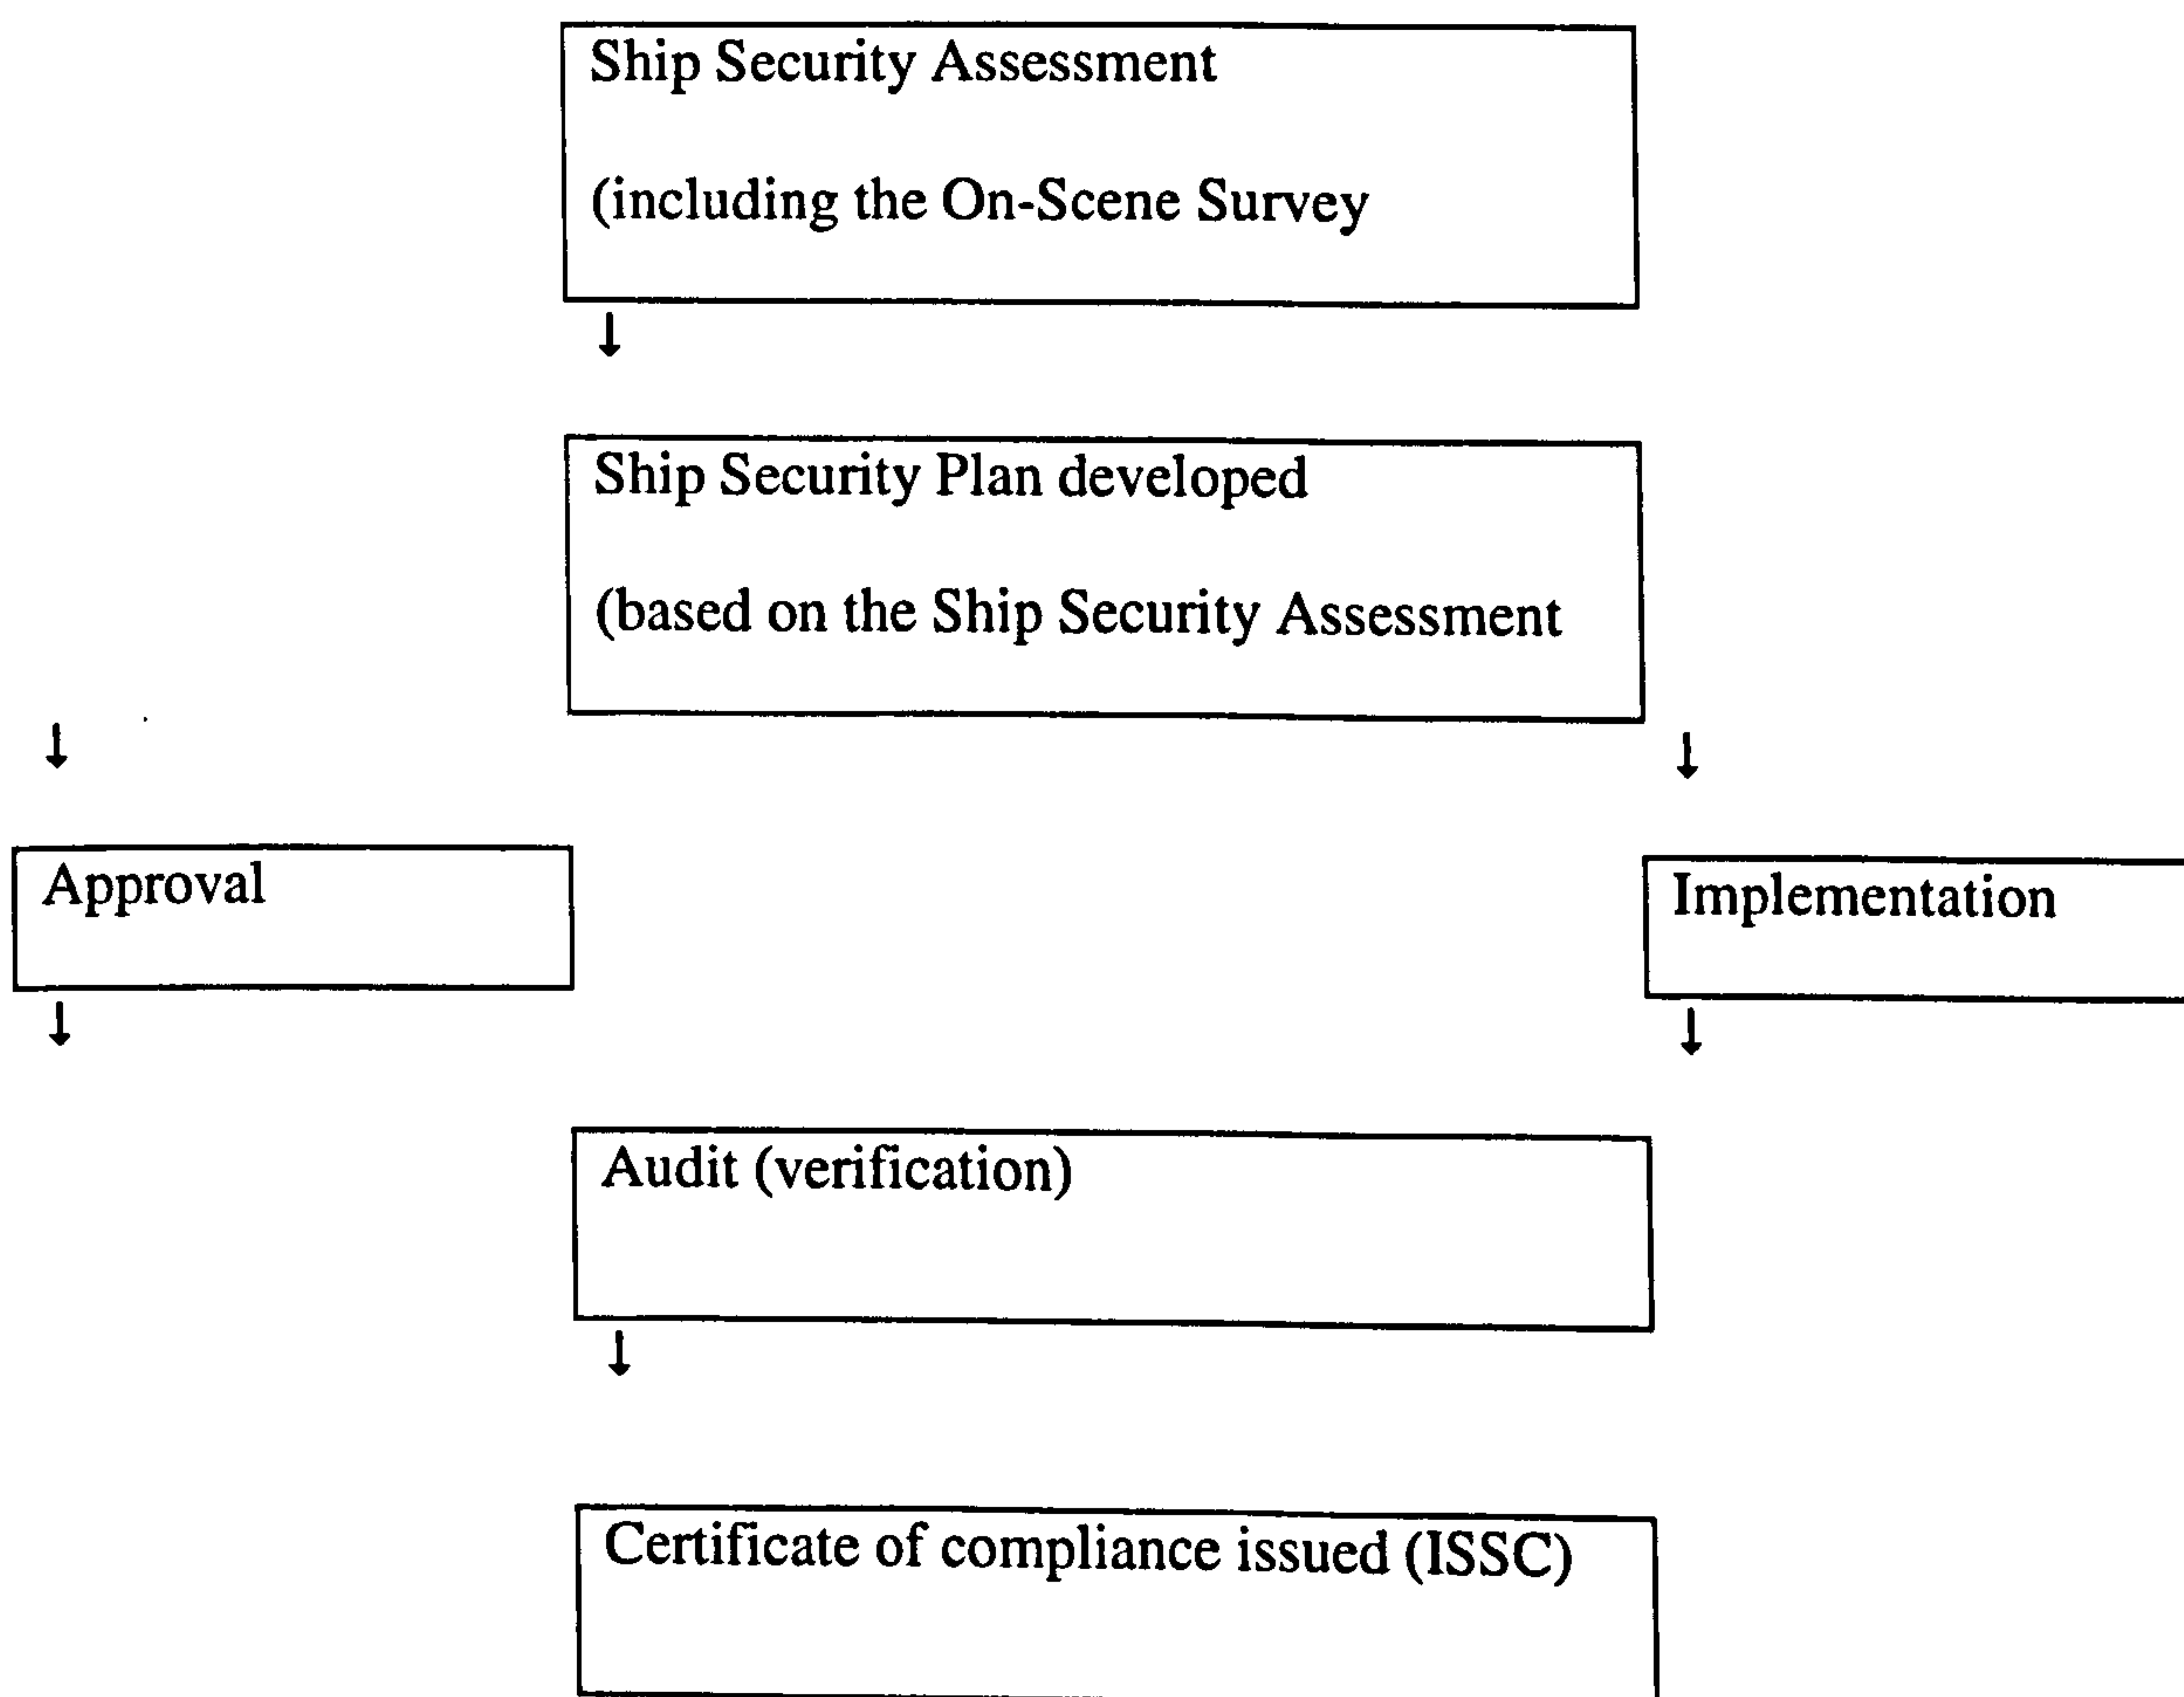 Ship Security Assessment
(including the On-Scene Survey
↓
Ship Security Plan developed
(based on the Ship Security Assessment
↓ ↓
Approval
Implementation
↓ ↓
Audit (verification)
↓
Certificate of compliance issued (ISSC)